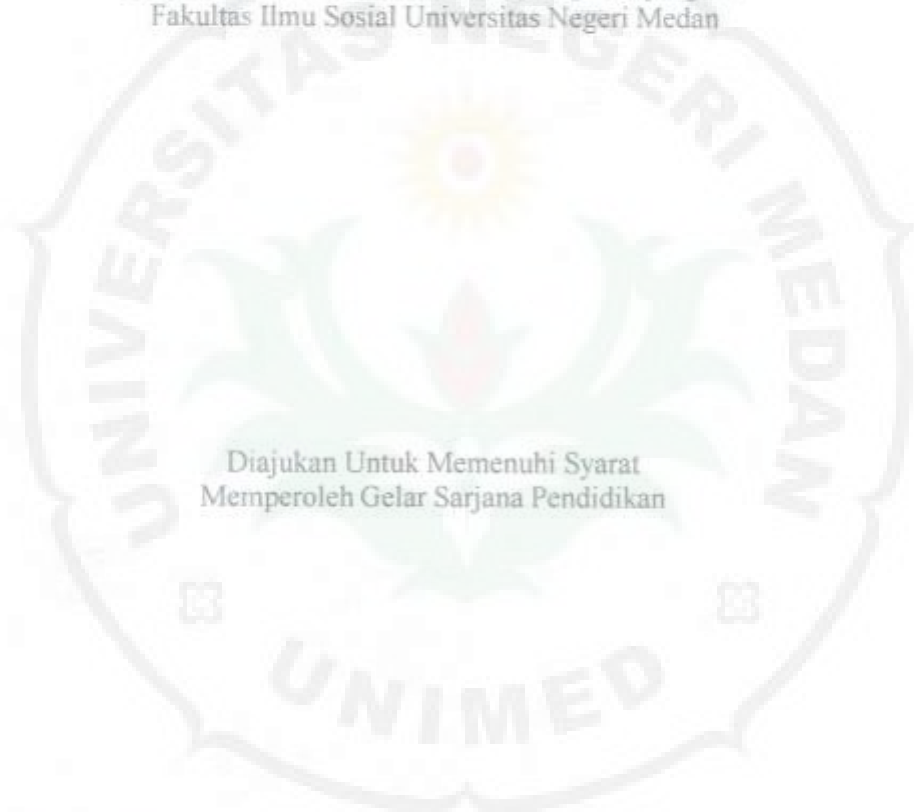 Fakultas Ilmu Sosial Universitas Negeri Medan
UNIVERSITAS NEGERI MEDAN
Diajukan Untuk Memenuhi Syarat
Memperoleh Gelar Sarjana Pendidikan
UNIMED